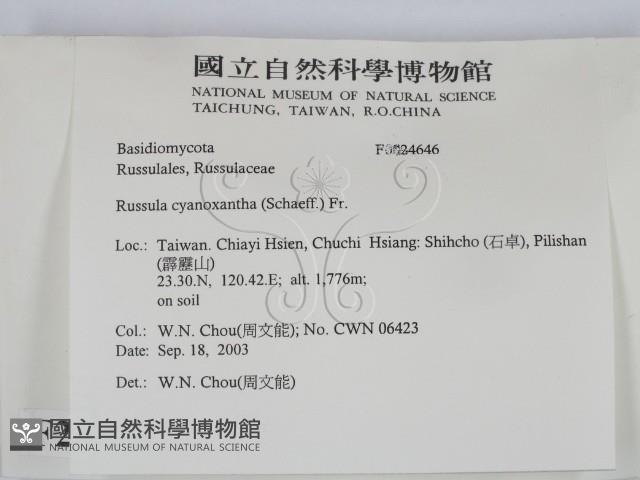 國立自然科學博物館
NATIONAL MUSEUM OF NATURAL SCIENCE
TAICHUNG, TAIWAN, R.O.CHINA
Basidiomycota
Russulales, Russulaceae
Russula cyanoxantha (Schaeff.) Fr.
Loc.: Taiwan. Chiayi Hsien, Chuchi Hsiang: Shihcho (石卓), Pilishan
(霹靂山)
23.30.N, 120.42.E; alt. 1,776m;
on soil
Col.: W.N. Chou(周文能); No. CWN 06423
Date: Sep. 18, 2003
Det.: W.N. Chou(周文能)
國立自然科學博物館
NATIONAL MUSEUM OF NATURAL SCIENCE